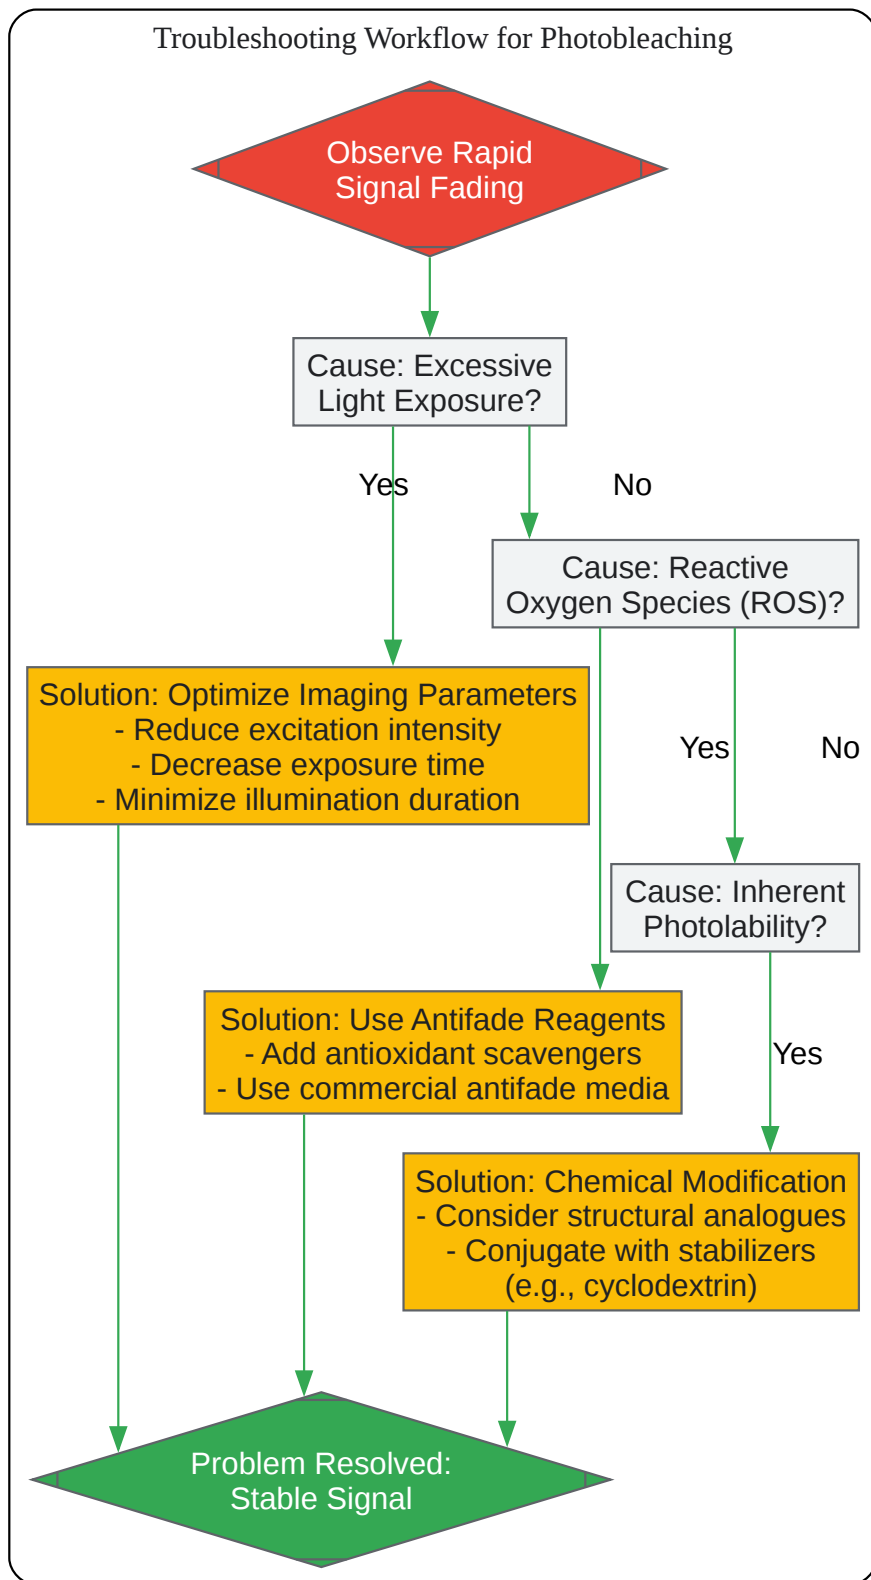 Troubleshooting Workflow for Photobleaching
Observe Rapid
Signal Fading
Cause: Excessive
Light Exposure?
Yes
No
Cause: Reactive
Oxygen Species (ROS)?
Solution: Optimize Imaging Parameters
- Reduce excitation intensity
- Decrease exposure time
- Minimize illumination duration
Yes
No
Cause: Inherent
Photolability?
Solution: Use Antifade Reagents
- Add antioxidant scavengers
- Use commercial antifade media
Yes
Solution: Chemical Modification
- Consider structural analogues
- Conjugate with stabilizers
(e.g., cyclodextrin)
Problem Resolved:
Stable Signal